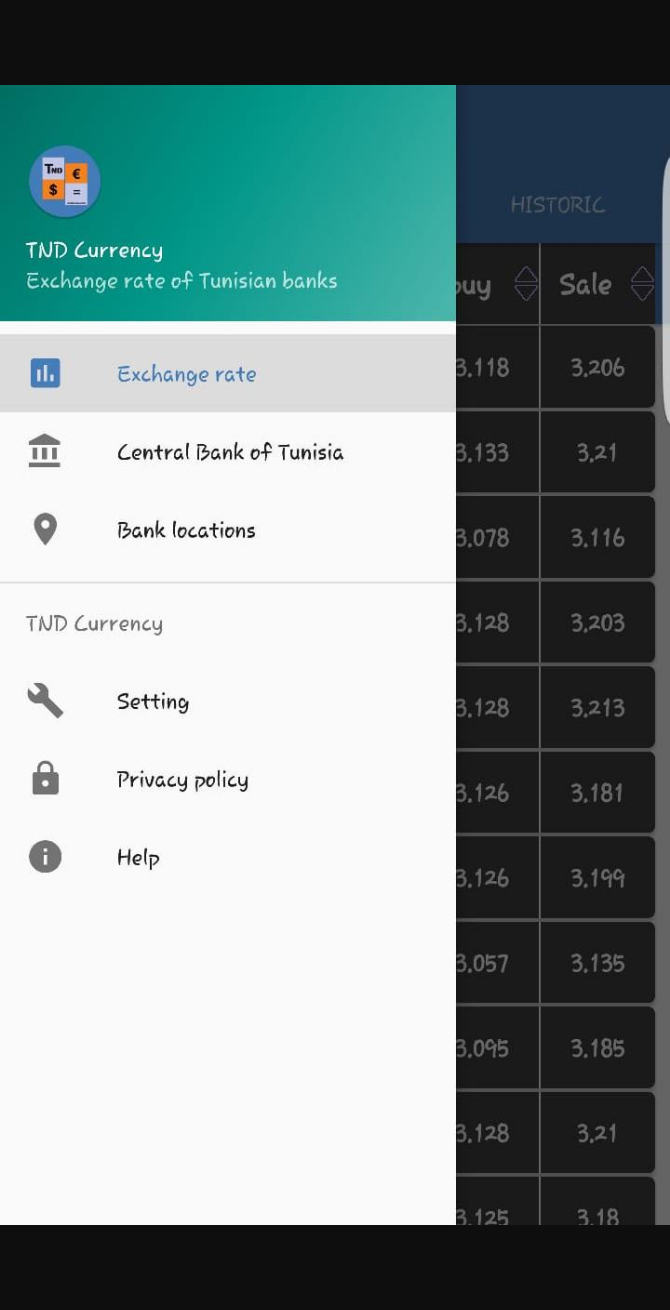 TND
€
$
=
TND Currency
Exchange rate of Tunisian banks
Exchange rate
Central Bank of Tunisia
Bank locations
TND Currency
Setting
Privacy policy
Help
HISTORIC
buy Sale
3.118 3.206
3.133 3.21
3.078 3.116
3.128 3.203
3.128 3.213
3.126 3.181
3.126 3.199
3.057 3.135
3.095 3.185
3.128 3.21
3.125 3.18